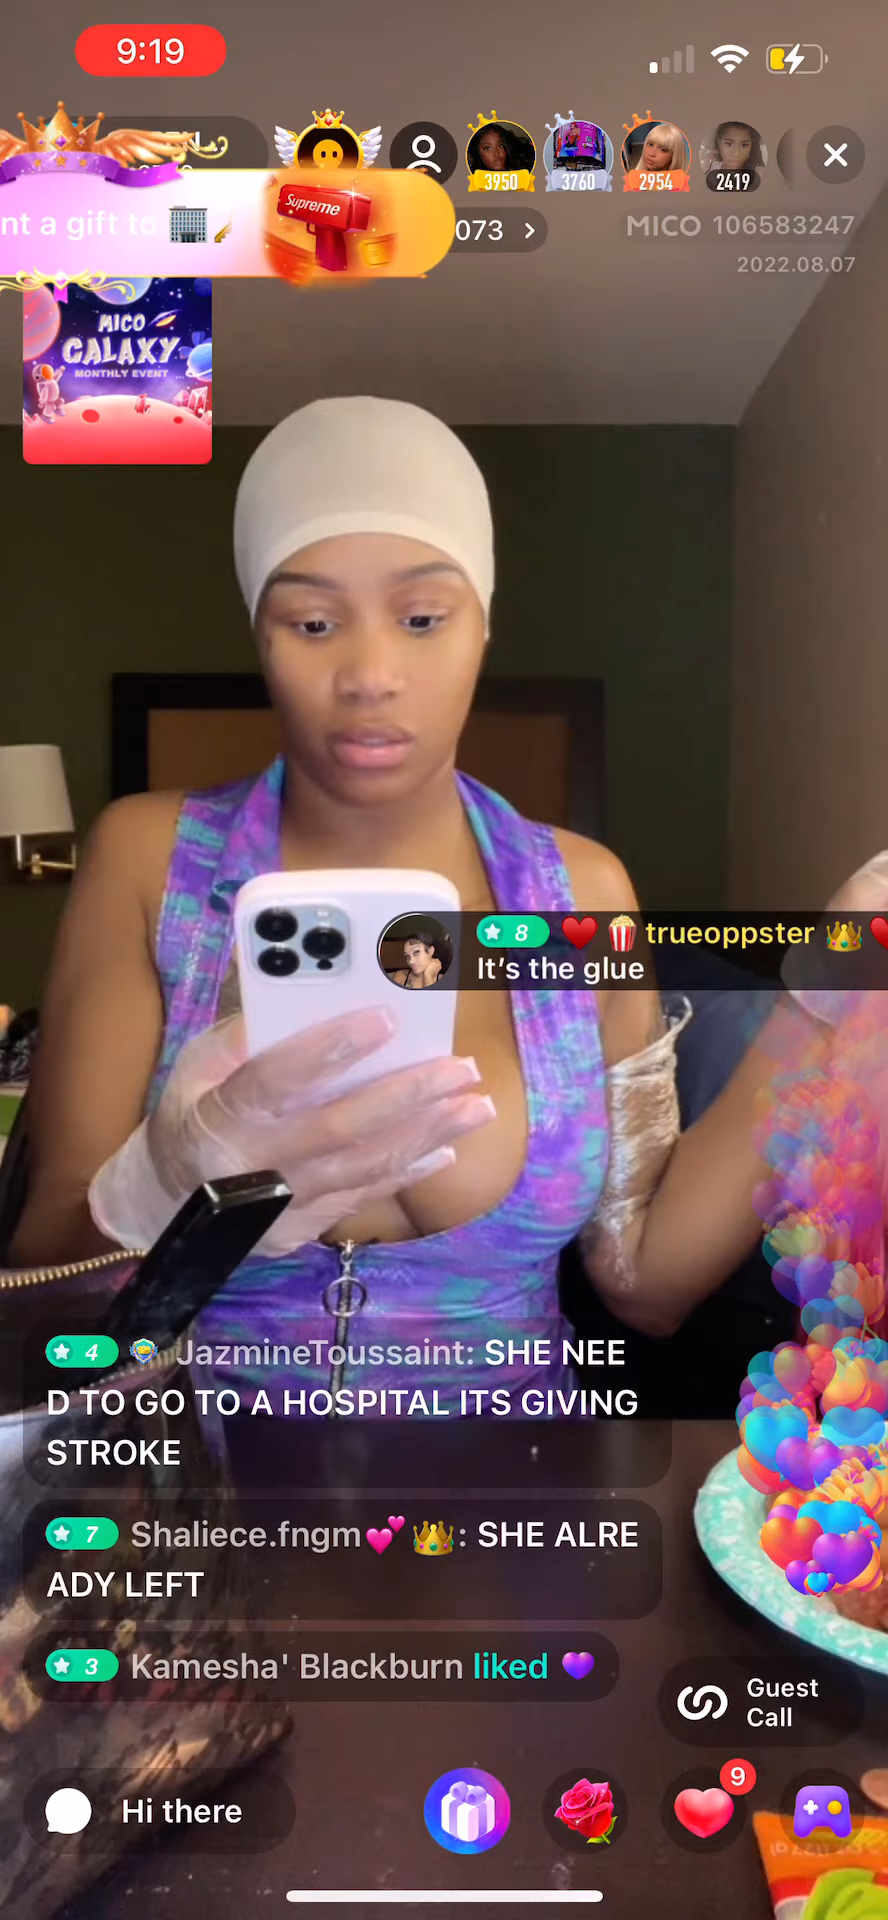 9:19
3950
3760
2954
2419
nt a gift to
Supreme
073 >
MICO 106583247
2022.08.07
MICO
GALAXY
MONTHLY EVENT
8 trueoppster
It's the glue
4 JazmineToussaint: SHE NEE
D TO GO TO A HOSPITAL ITS GIVING
STROKE
7 Shaliece.fngm💕👑: SHE ALRE
ADY LEFT
3 Kamesha' Blackburn liked 💜
Guest
Call
9
Hi there